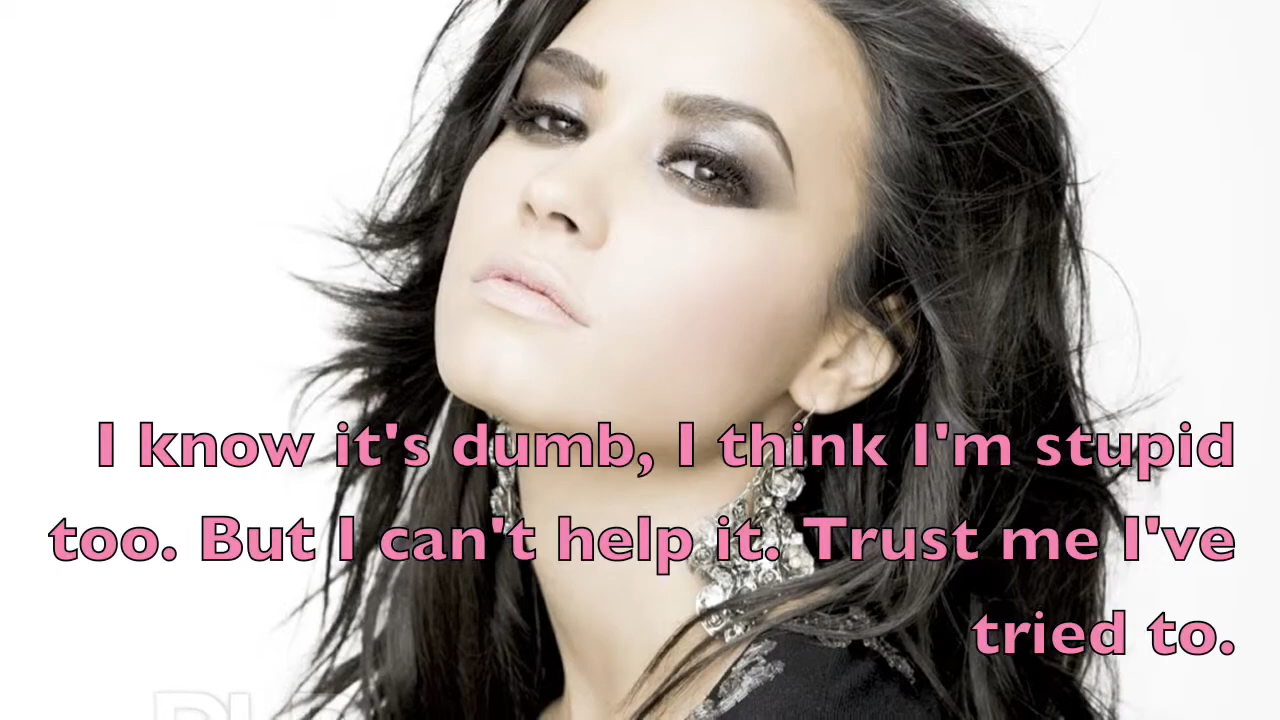 I know it's dumb, I think I'm stupid
too. But I can't help it. Trust me I've
tried to.